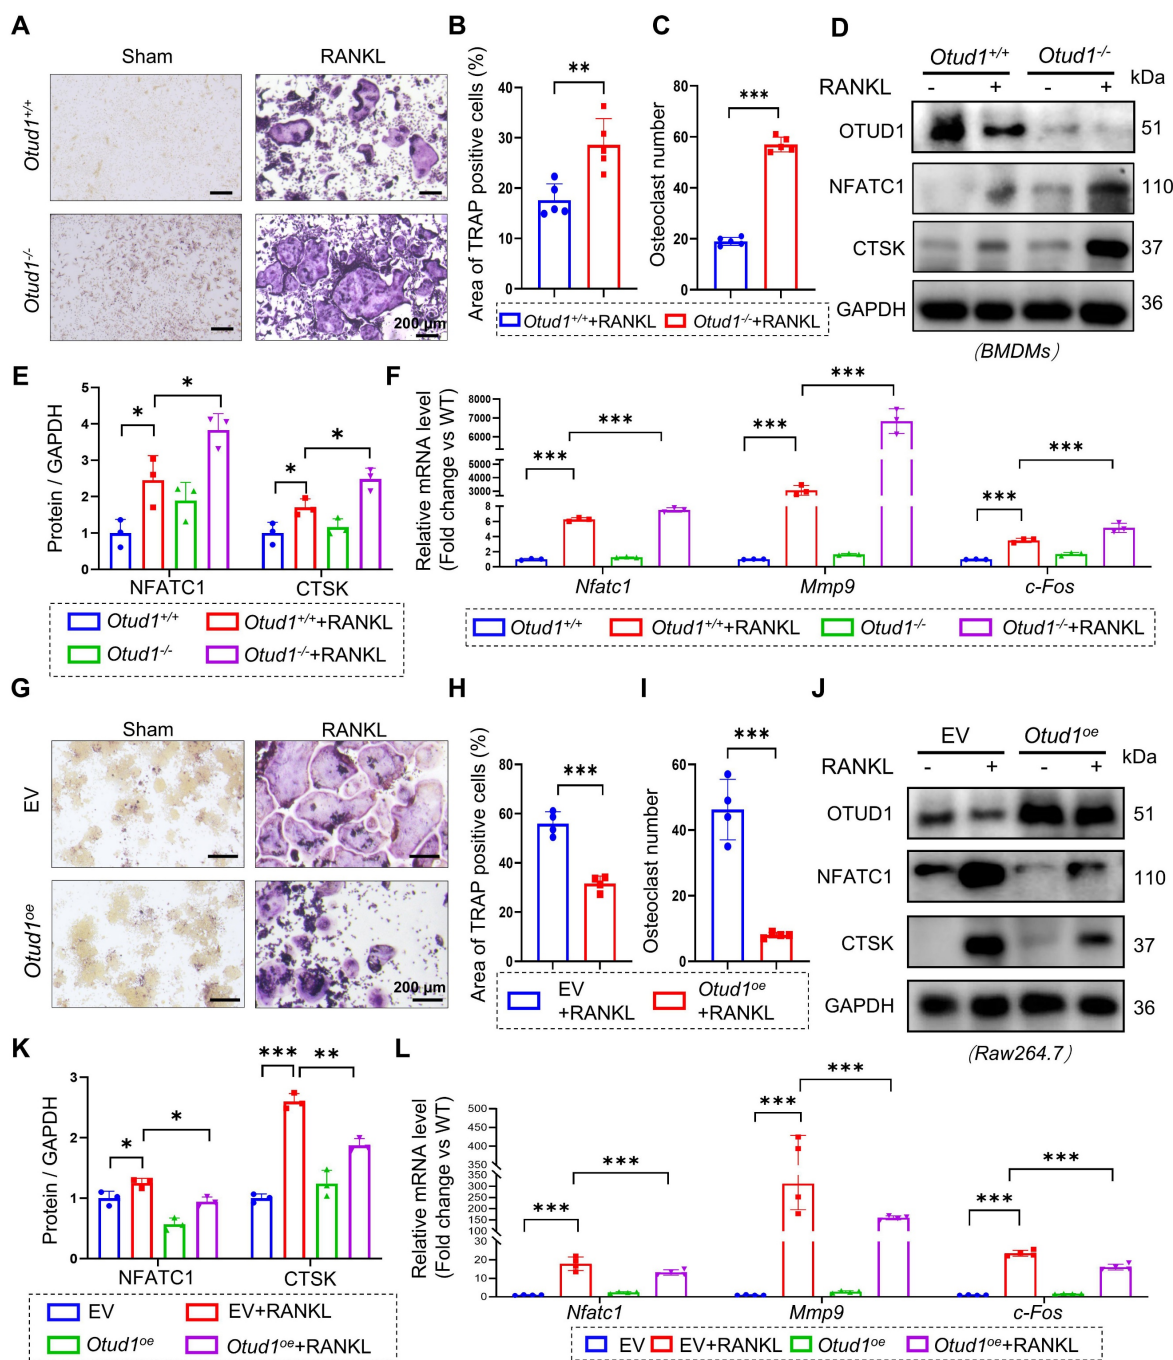 A
Sham
RANKL
Otud1+/+
Otud1-/-
200 μm
B
Area of TRAP positive cells (%)
40
30
20
10
0
**
C
Osteoclast number
80
60
40
20
0
***
Otud1+/++RANKL
Otud1-/-+RANKL
D
Otud1+/+
Otud1-/-
kDa
RANKL - + - +
OTUD1 51
NFATC1 110
CTSK 37
GAPDH 36
(BMDMs)
E
Protein / GAPDH
5
4
3
2
1
0
* *
* *
NFATC1 CTSK
Otud1+/+
Otud1+/++RANKL
Otud1-/-
Otud1-/-+RANKL
F
Relative mRNA level
(Fold change vs WT)
8000
7000
6000
5000
4000
3000
8
6
4
2
0
*** ***
*** ***
*** ***
Nfatc1 Mmp9 c-Fos
Otud1+/+
Otud1+/++RANKL
Otud1-/-
Otud1-/-+RANKL
G
Sham
RANKL
EV
Otud1oe
200 μm
H
Area of TRAP positive cells (%)
80
60
40
20
0
***
I
Osteoclast number
60
40
20
0
***
EV
+RANKL
Otud1oe
+RANKL
J
EV
Otud1oe
kDa
RANKL - + - +
OTUD1 51
NFATC1 110
CTSK 37
GAPDH 36
(Raw264.7)
K
Protein / GAPDH
3
2
1
0
* *
*** **
NFATC1 CTSK
EV
EV+RANKL
Otud1oe
Otud1oe+RANKL
L
Relative mRNA level
(Fold change vs WT)
500
450
400
350
350
300
250
200
150
100
30
20
10
0
*** ***
*** ***
*** ***
Nfatc1 Mmp9 c-Fos
EV
EV+RANKL
Otud1oe
Otud1oe+RANKL